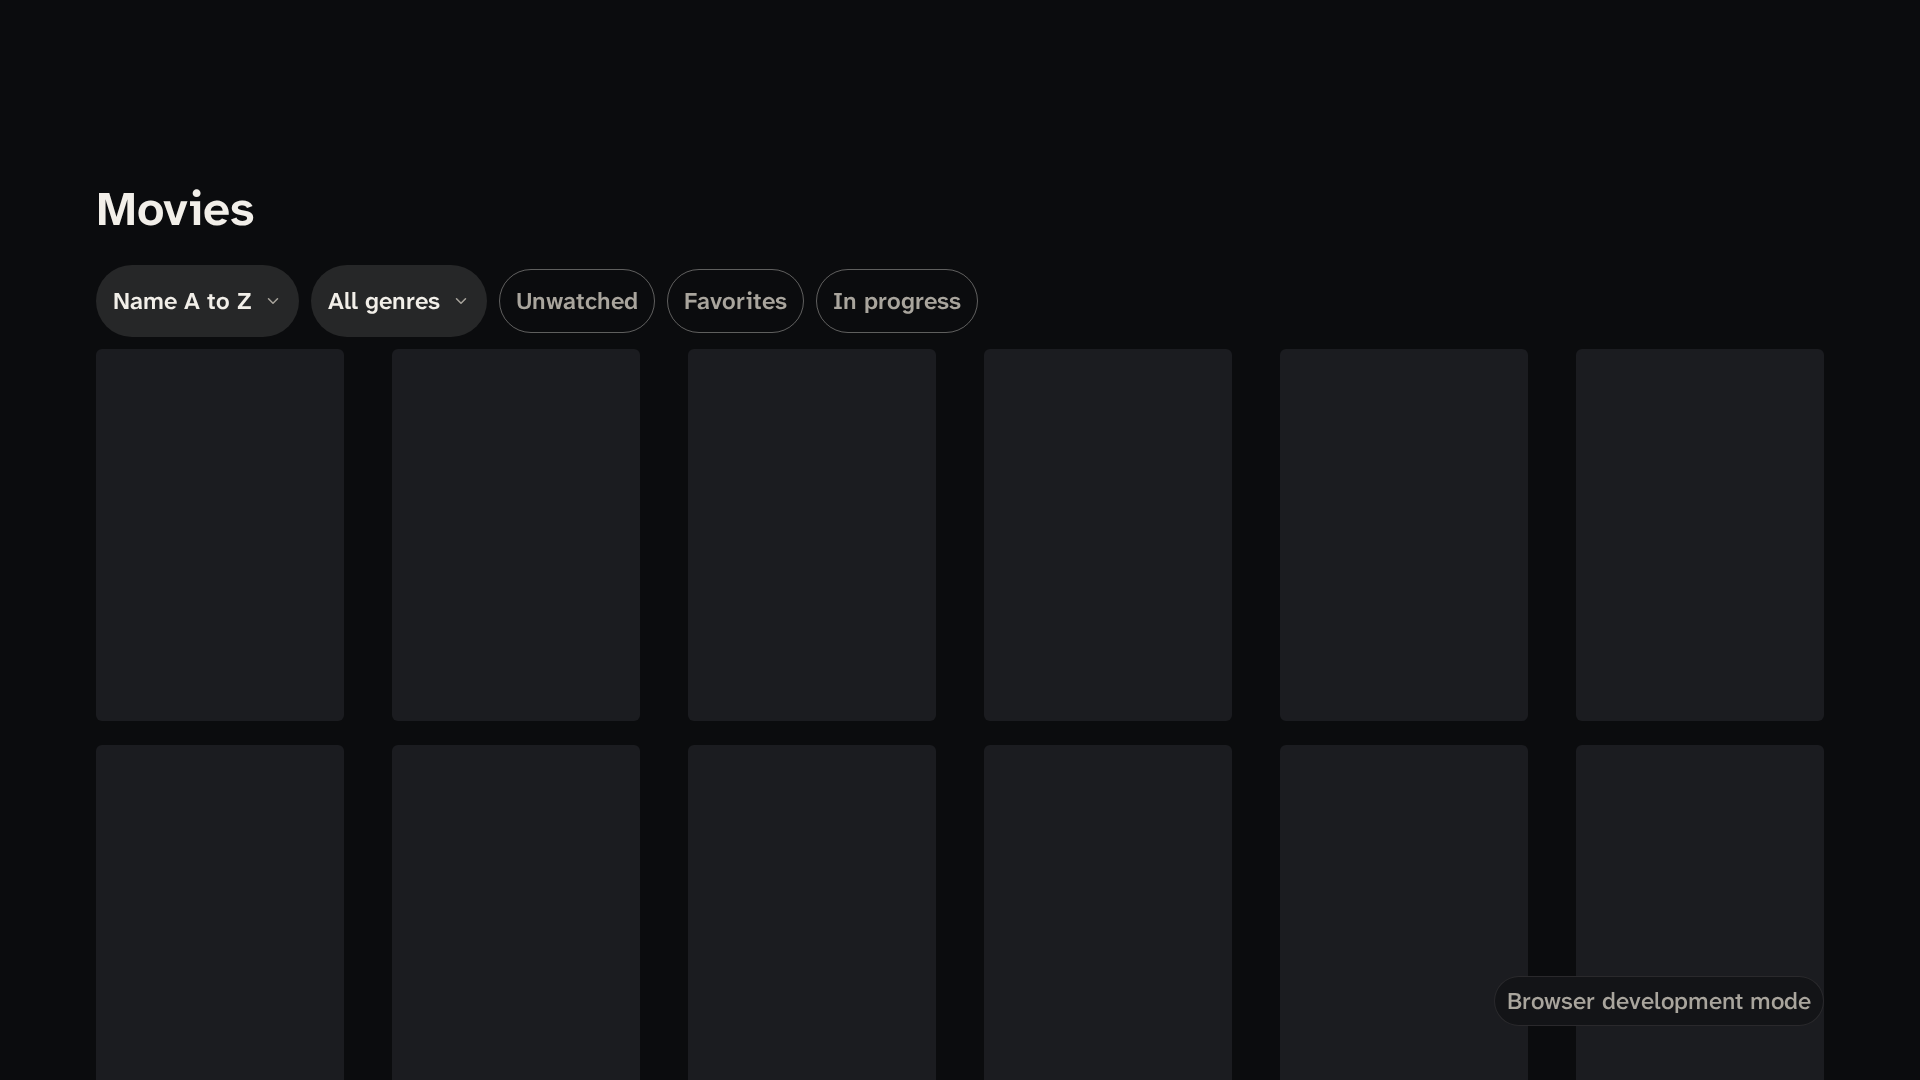 Movies
Name A to Z
All genres
Unwatched
Favorites
In progress
Browser development mode